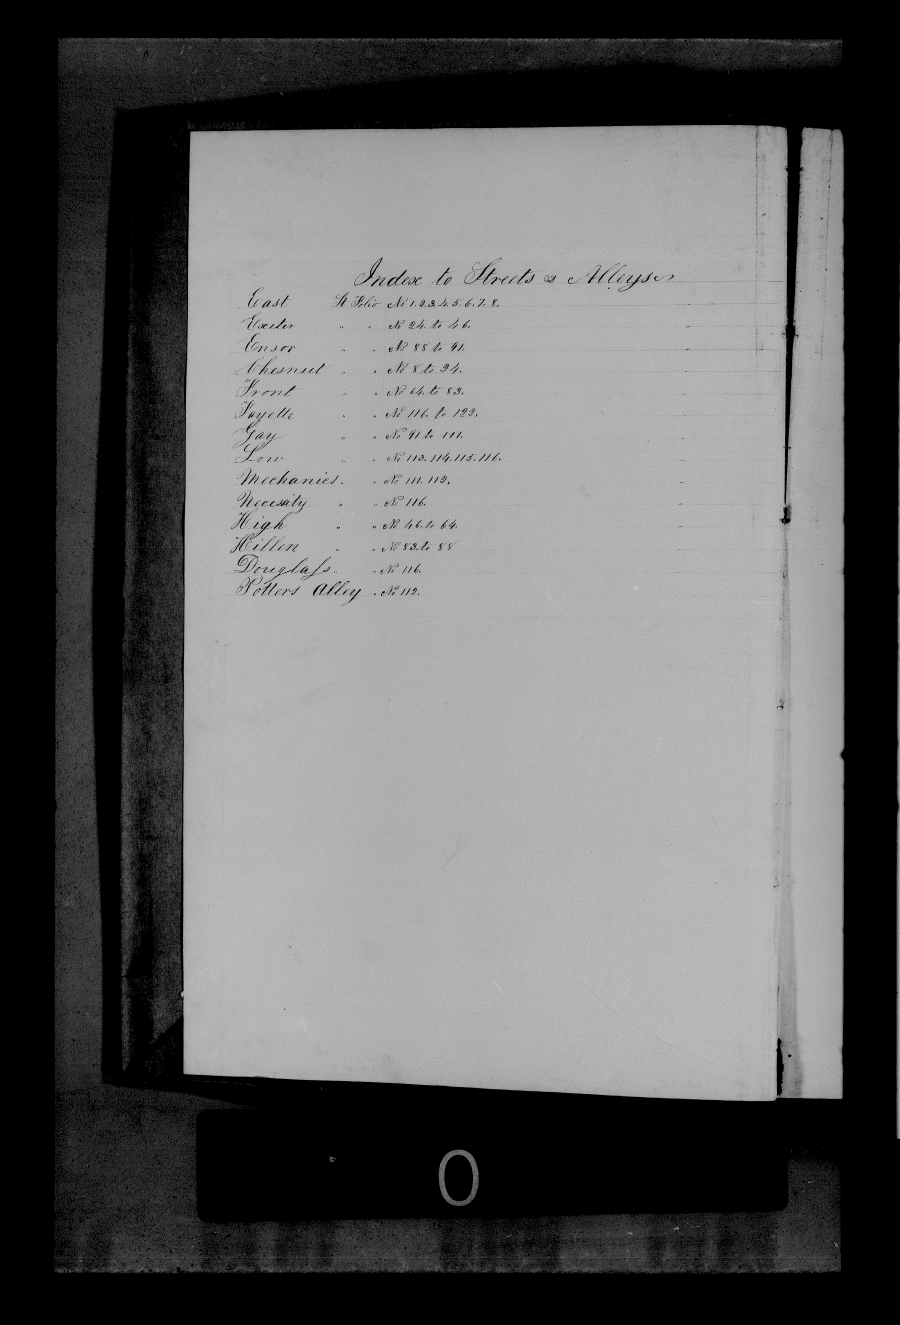 Index to Streets & Alleyses
East St Folio No 1.2.3.4.5.6.7.8.
Exeter " " No 24. to 46.
Ensor " " No 88 to 91.
Chesnut " " No 8 to 24.
Front " " No 64. to 83.
Fayette " " No 116. to 122.
Gay " " No 91 to 111.
Low " " No 113. 114. 115. 116.
Mechanics. " No 111. 112.
Necessity " " No 116.
High " " No 46. to 64.
Hillen " " No 83. to 88
Douglass. " " No 116.
Potters Alley " No 112.
0